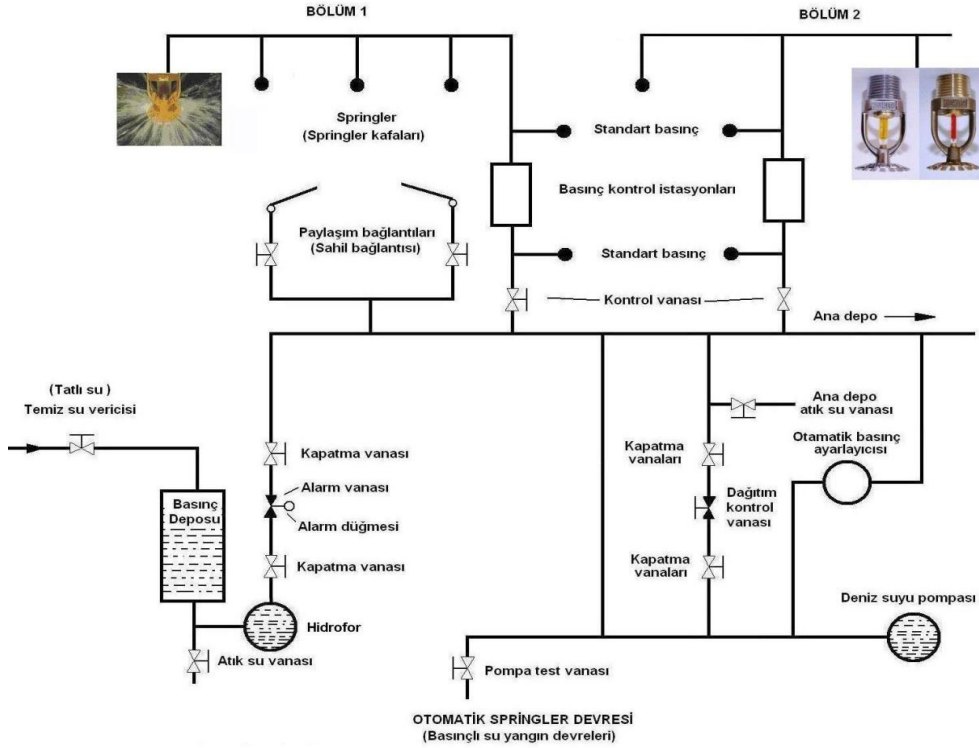 BÖLÜM 1
BÖLÜM 2
Springler
(Springler kafaları)
Standart basınç
Basınç kontrol istasyonları
Paylaşım bağlantıları
(Sahil bağlantısı)
Standart basınç
Kontrol vanası
Ana depo
(Tatlı su )
Temiz su vericisi
Ana depo
atık su vanası
Kapatma vanası
Kapatma
vanaları
Otamatik basınç
ayarlayıcısı
Alarm vanası
Basınç
Deposu
Dağıtım
kontrol
vanası
Alarm düğmesi
Kapatma vanası
Kapatma
vanaları
Deniz suyu pompası
Hidrofor
Atık su vanası
Pompa test vanası
OTOMATİK SPRİNGLER DEVRESİ
(Basınçlı su yangın devreleri)